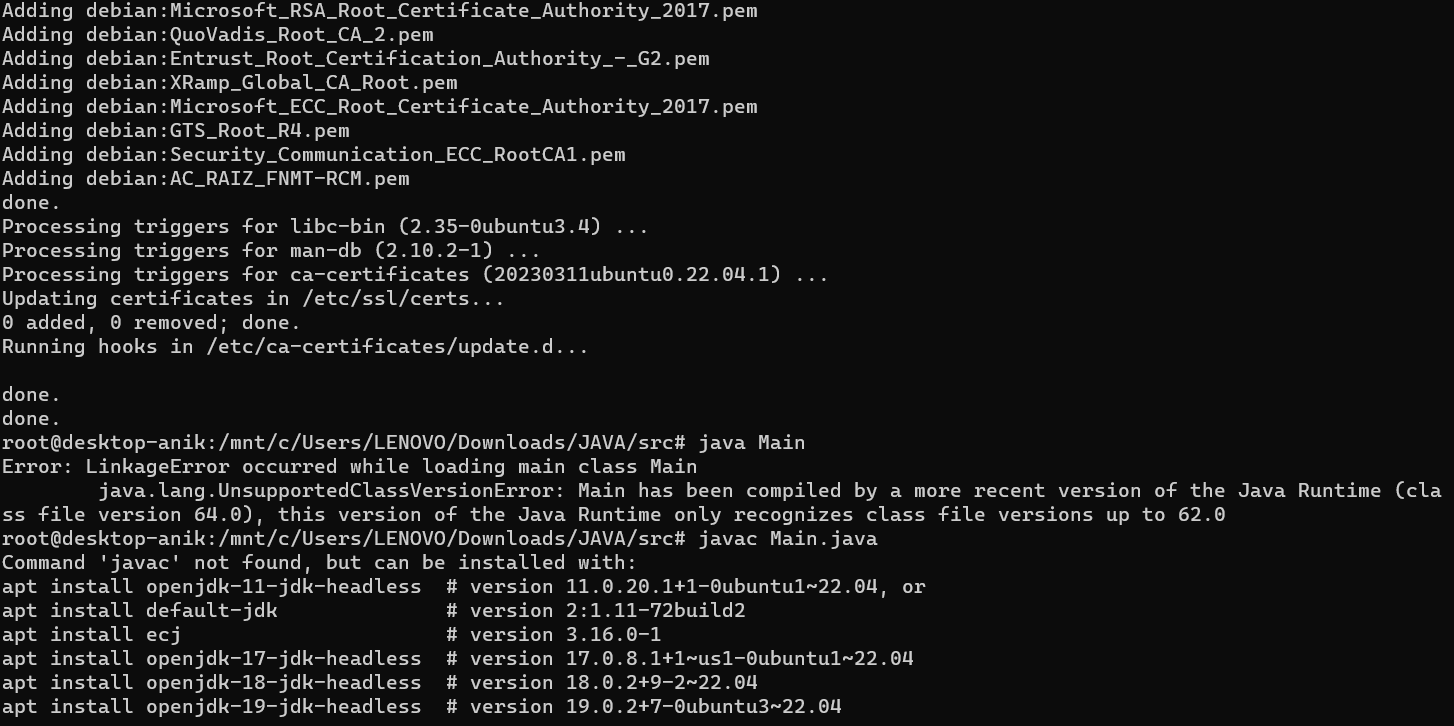 Adding debian:Microsoft_RSA_Root_Certificate_Authority_2017.pem
Adding debian:QuoVadis_Root_CA_2.pem
Adding debian:Entrust_Root_Certification_Authority_-_G2.pem
Adding debian:XRamp_Global_CA_Root.pem
Adding debian:Microsoft_ECC_Root_Certificate_Authority_2017.pem
Adding debian:GTS_Root_R4.pem
Adding debian:Security_Communication_ECC_RootCA1.pem
Adding debian:AC_RAIZ_FNMT-RCM.pem
done.
Processing triggers for libc-bin (2.35-0ubuntu3.4) ...
Processing triggers for man-db (2.10.2-1) ...
Processing triggers for ca-certificates (20230311ubuntu0.22.04.1) ...
Updating certificates in /etc/ssl/certs...
0 added, 0 removed; done.
Running hooks in /etc/ca-certificates/update.d...

done.
done.
root@desktop-anik:/mnt/c/Users/LENOVO/Downloads/JAVA/src# java Main
Error: LinkageError occurred while loading main class Main
        java.lang.UnsupportedClassVersionError: Main has been compiled by a more recent version of the Java Runtime (cla
ss file version 64.0), this version of the Java Runtime only recognizes class file versions up to 62.0
root@desktop-anik:/mnt/c/Users/LENOVO/Downloads/JAVA/src# javac Main.java
Command 'javac' not found, but can be installed with:
apt install openjdk-11-jdk-headless  # version 11.0.20.1+1-0ubuntu1~22.04, or
apt install default-jdk              # version 2:1.11-72build2
apt install ecj                      # version 3.16.0-1
apt install openjdk-17-jdk-headless  # version 17.0.8.1+1~us1-0ubuntu1~22.04
apt install openjdk-18-jdk-headless  # version 18.0.2+9-2~22.04
apt install openjdk-19-jdk-headless  # version 19.0.2+7-0ubuntu3~22.04